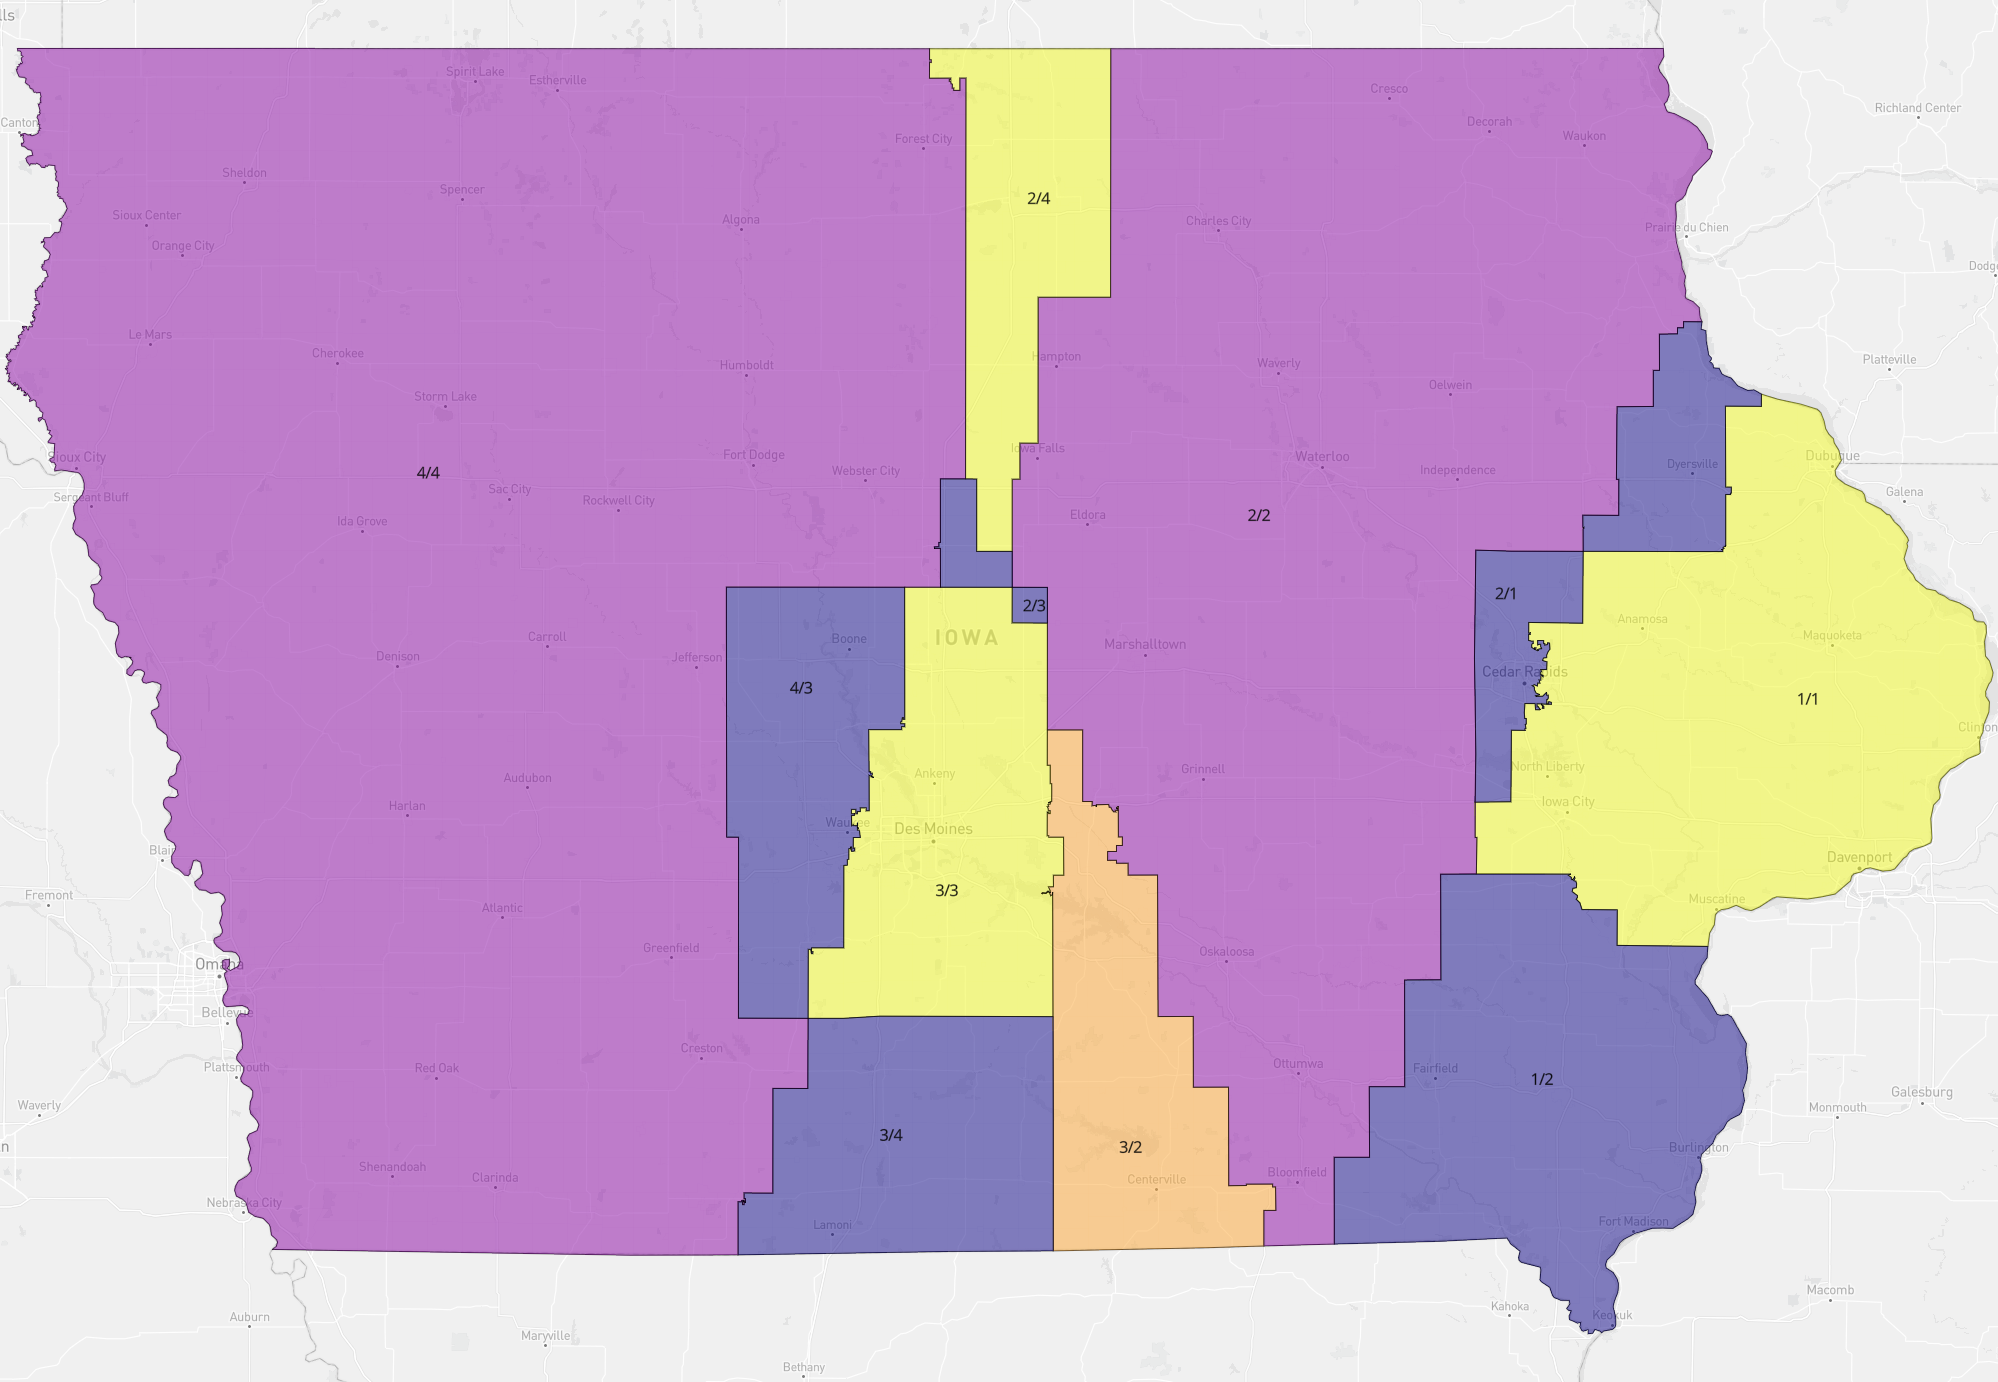 lls
Spirit Lake
Estherville
Cresco
Richland Center
Canton
Decorah
Waukon
Forest City
Sheldon
Spencer
2/4
Sioux Center
Algona
Charles City
Prairie du Chien
Orange City
Dodge
Le Mars
Cherokee
Hampton
Waverly
Platteville
Humboldt
Oelwein
Storm Lake
Iowa Falls
Sioux City
Fort Dodge
Waterloo
Dubuque
4/4
Webster City
Independence
Dyersville
Sergeant Bluff
Sac City
Rockwell City
Galena
Ida Grove
Eldora
2/2
2/1
2/3
Anamosa
Carroll
Boone
IOWA
Marshalltown
Maquoketa
Denison
Jefferson
Cedar Rapids
4/3
1/1
Clinton
Audubon
Ankeny
Grinnell
North Liberty
Harlan
Iowa City
Waukee
Des Moines
Blair
Davenport
Fremont
3/3
Atlantic
Muscatine
Greenfield
Oskaloosa
Omaha
Bellevue
Creston
Plattsmouth
Red Oak
Ottumwa
Fairfield
1/2
Waverly
Galesburg
Monmouth
n
3/4
3/2
Burlington
Shenandoah
Clarinda
Centerville
Bloomfield
Nebraska City
Lamoni
Fort Madison
Macomb
Auburn
Kahoka
Keokuk
Maryville
Bethany